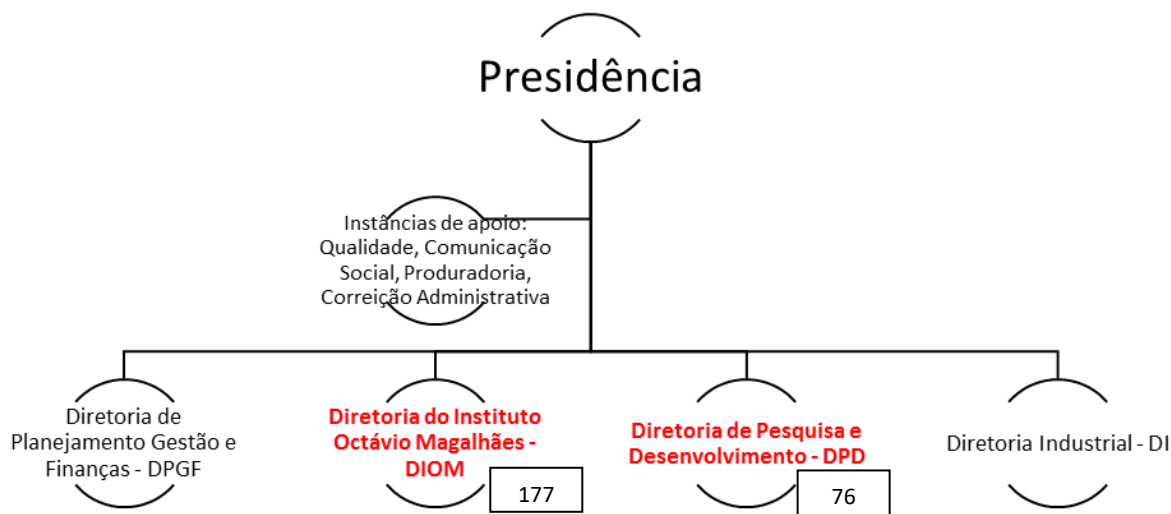 Presidência
Instâncias de apoio:
Qualidade, Comunicação
Social, Produradoria,
Correição Administrativa
Diretoria de
Planejamento Gestão e
Finanças - DPGF
Diretoria do Instituto
Octávio Magalhães -
DIOM
177
Diretoria de Pesquisa e
Desenvolvimento - DPD
76
Diretoria Industrial - DI